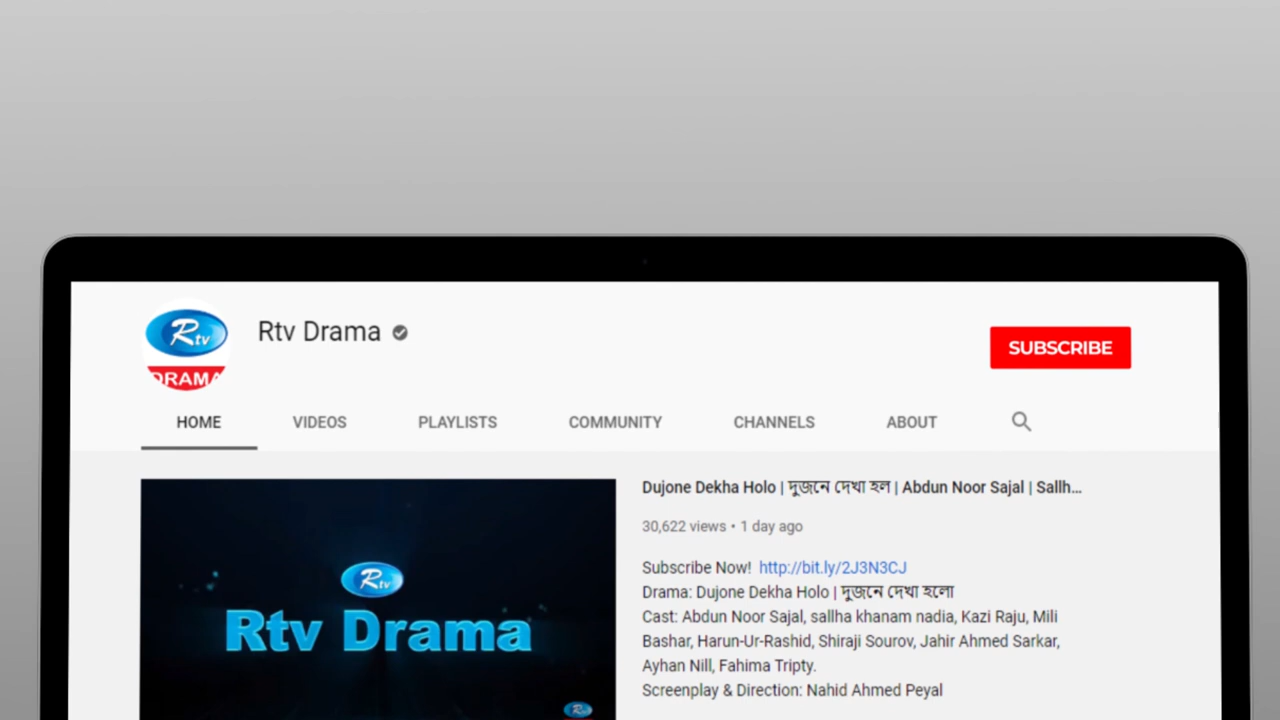 Rtv
DRAMA
Rtv Drama
SUBSCRIBE
HOME VIDEOS PLAYLISTS COMMUNITY CHANNELS ABOUT
Rtv
Rtv Drama
Rtv
Dujone Dekha Holo | দুজনে দেখা হল | Abdun Noor Sajal | Sallh...
30,622 views • 1 day ago
Subscribe Now! http://bit.ly/2J3N3CJ
Drama: Dujone Dekha Holo | দুজনে দেখা হলো
Cast: Abdun Noor Sajal, sallha khanam nadia, Kazi Raju, Mili
Bashar, Harun-Ur-Rashid, Shiraji Sourov, Jahir Ahmed Sarkar,
Ayhan Nill, Fahima Tripty.
Screenplay & Direction: Nahid Ahmed Peyal